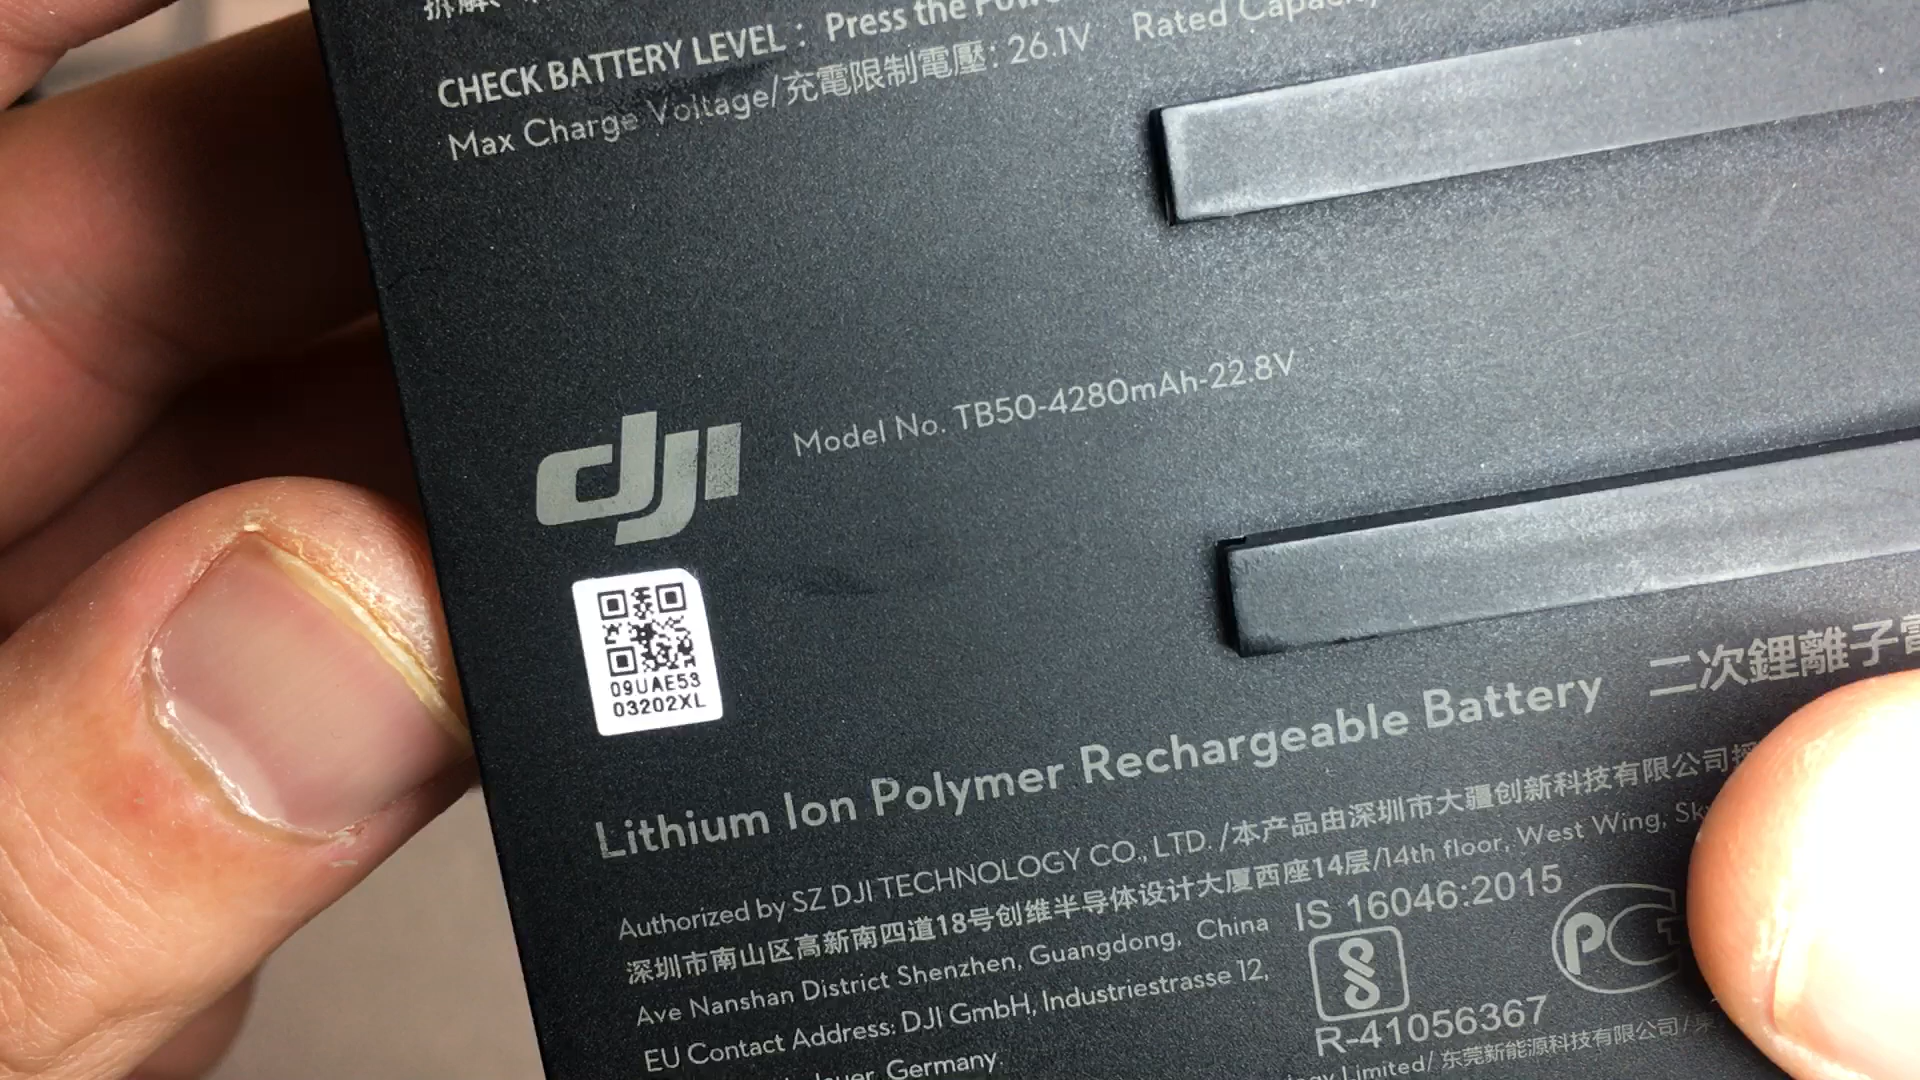 CHECK BATTERY LEVEL : Press the Power
Max Charge Voltage/充電限制電壓: 26.1V Rated Capacity
dji Model No. TB50-4280mAh-22.8V
09UAE53
03202XL
Lithium Ion Polymer Rechargeable Battery 二次鋰離子電
Authorized by SZ DJI TECHNOLOGY CO., LTD. /本产品由深圳市大疆创新科技有限公司授
深圳市南山区高新南四道18号创维半导体设计大厦西座14层/14th floor, West Wing, Sky
Ave Nanshan District Shenzhen, Guangdong, China
IS 16046:2015
EU Contact Address: DJI GmbH, Industriestrasse 12,
R-41056367
Germany.
Limited/ 东莞新能源科技有限公司/